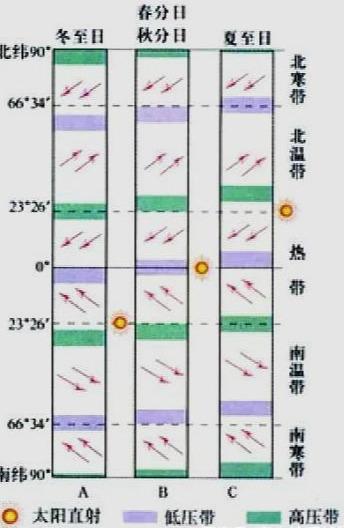 春分日
冬至日 秋分日 夏至日
北纬90°
北寒带
66°34′
北温带
23°26′
热带
0°
23°26′
南温带
66°34′
南寒带
南纬90°
A B C
太阳直射 低压带 高压带